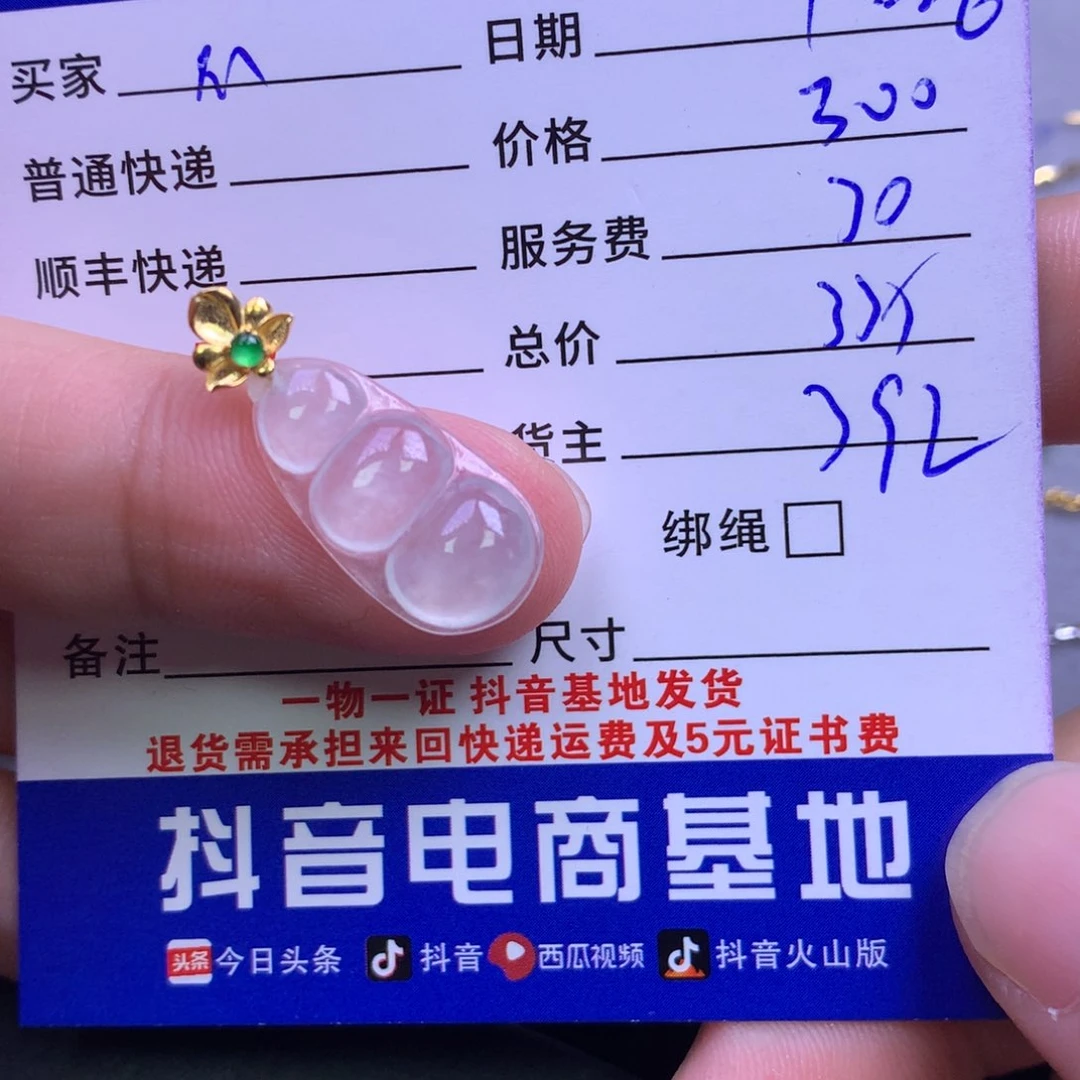 买家 日期
普通快递 价格 300
顺丰快递 服务费 30
总价
货主
绑绳
备注 尺寸
一物一证 抖音基地发货
退货需承担来回快递运费及5元证书费
抖音电商基地
头条 今日头条 抖音 西瓜视频 抖音火山版